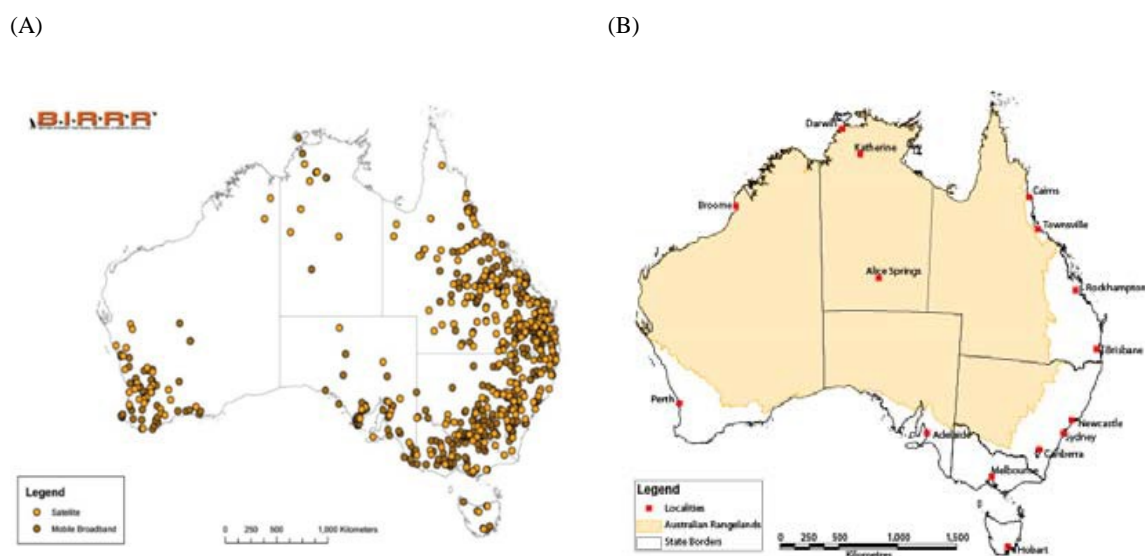 (A)
(B)
B.I.R.R.R
Legend
Satellite
Mobile Broadband
0 250 500 1,000 Kilometers
Darwin
Katherine
Broome
Cairns
Townsville
Alice Springs
Rockhampton
Brisbane
Perth
Newcastle
Sydney
Adelaide
Canberra
Melbourne
Hobart
Legend
Localities
Australian Rangelands
State Borders
0 250 500 1,000 1,500
Kilometres